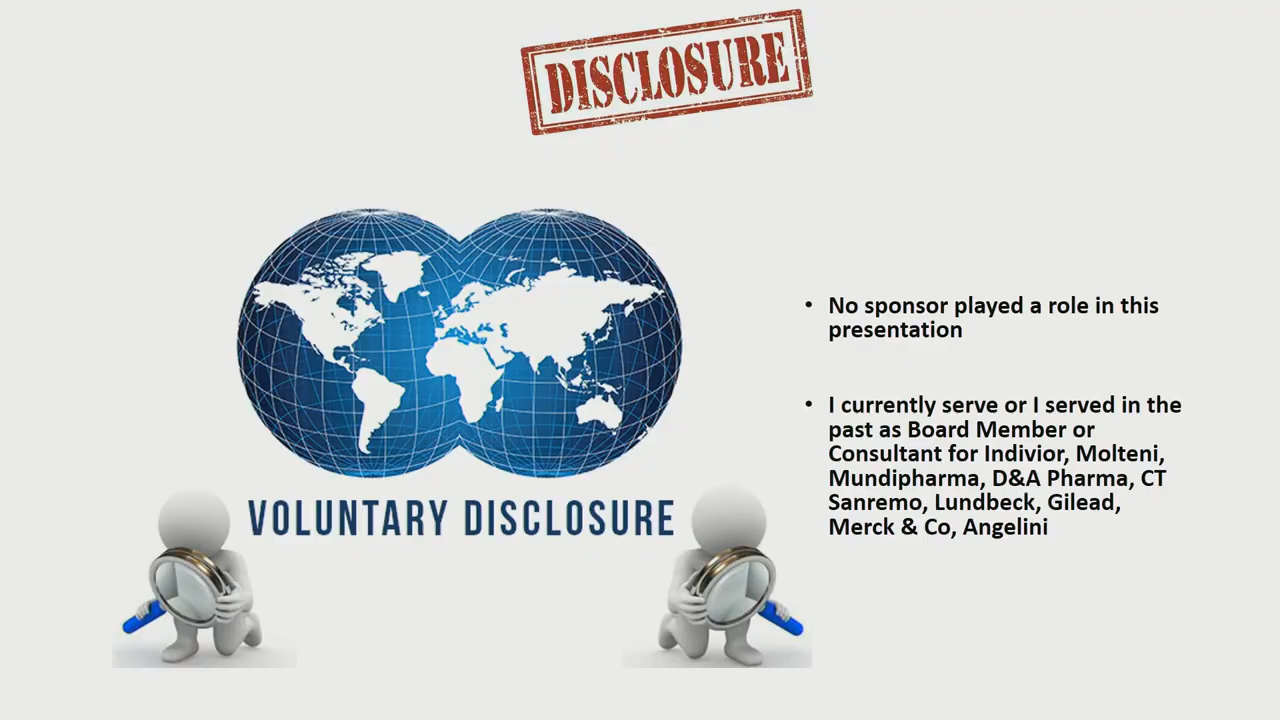 DISCLOSURE
VOLUNTARY DISCLOSURE
• No sponsor played a role in this
presentation
• I currently serve or I served in the
past as Board Member or
Consultant for Indivior, Molteni,
Mundipharma, D&A Pharma, CT
Sanremo, Lundbeck, Gilead,
Merck & Co, Angelini